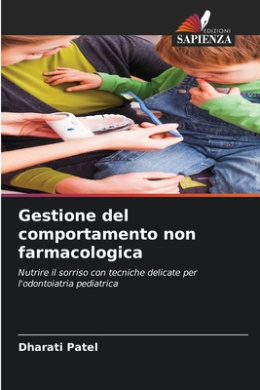 EDIZIONI
SAPIENZA
Gestione del
comportamento non
farmacologica
Nutrire il sorriso con tecniche delicate per
l'odontoiatria pediatrica
Dharati Patel